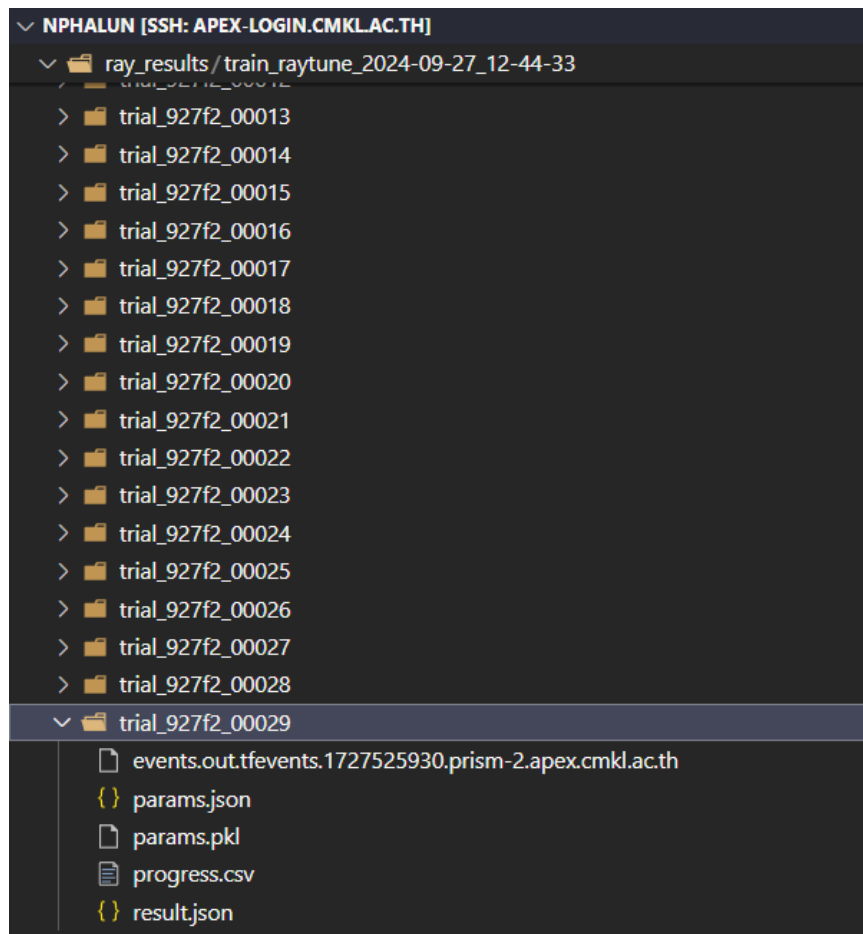 NPHALUN [SSH: APEX-LOGIN.CMKL.AC.TH]
ray_results/train_raytune_2024-09-27_12-44-33
trial_927f2_00012
trial_927f2_00013
trial_927f2_00014
trial_927f2_00015
trial_927f2_00016
trial_927f2_00017
trial_927f2_00018
trial_927f2_00019
trial_927f2_00020
trial_927f2_00021
trial_927f2_00022
trial_927f2_00023
trial_927f2_00024
trial_927f2_00025
trial_927f2_00026
trial_927f2_00027
trial_927f2_00028
trial_927f2_00029
events.out.tfevents.1727525930.prism-2.apex.cmkl.ac.th
{} params.json
params.pkl
progress.csv
{} result.json